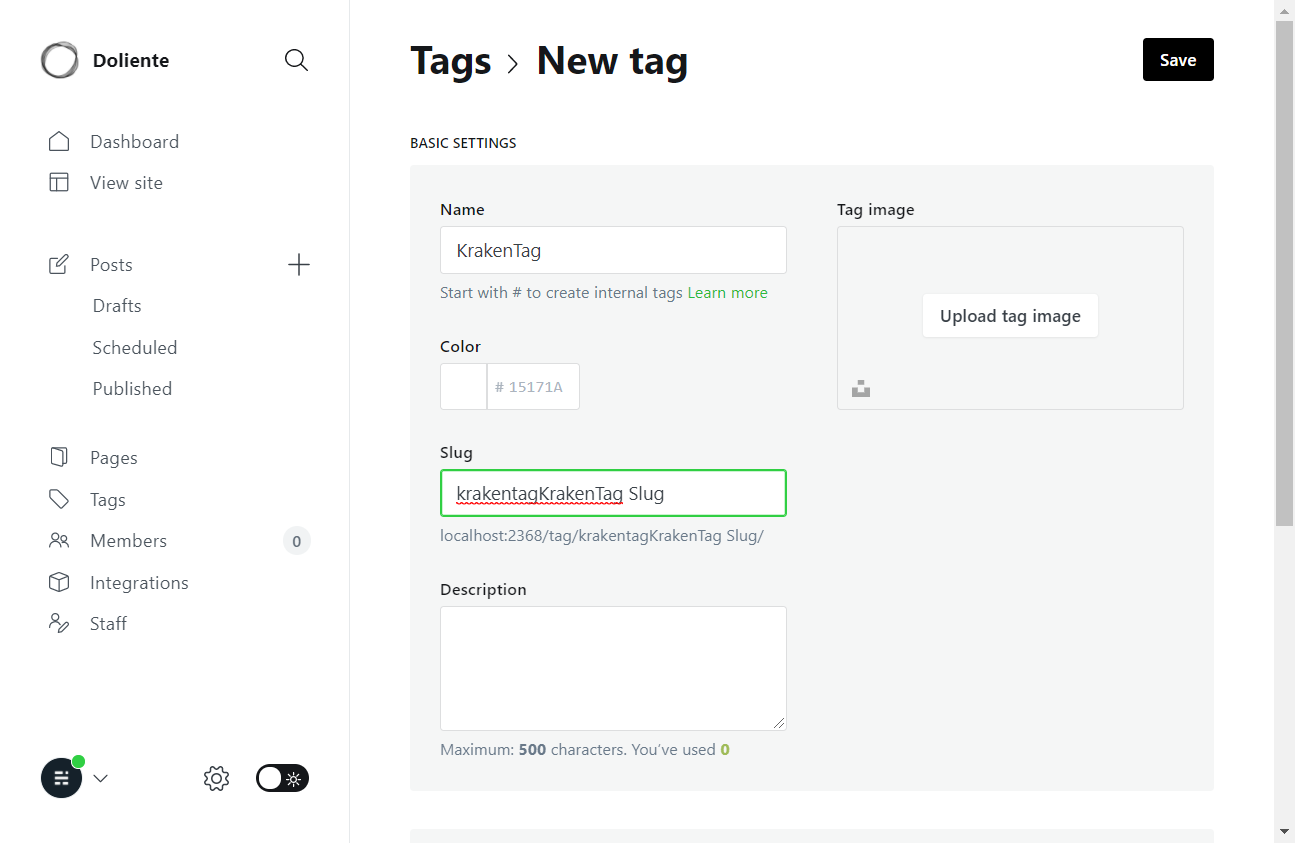 Doliente
Dashboard
View site
Posts
Drafts
Scheduled
Published
Pages
Tags
Members
0
Integrations
Staff
Tags › New tag
Save
BASIC SETTINGS
Name
KrakenTag
Start with # to create internal tags Learn more
Color
# 15171A
Slug
krakentagKrakenTag Slug
localhost:2368/tag/krakentagKrakenTag Slug/
Description
Maximum: 500 characters. You’ve used 0
Tag image
Upload tag image